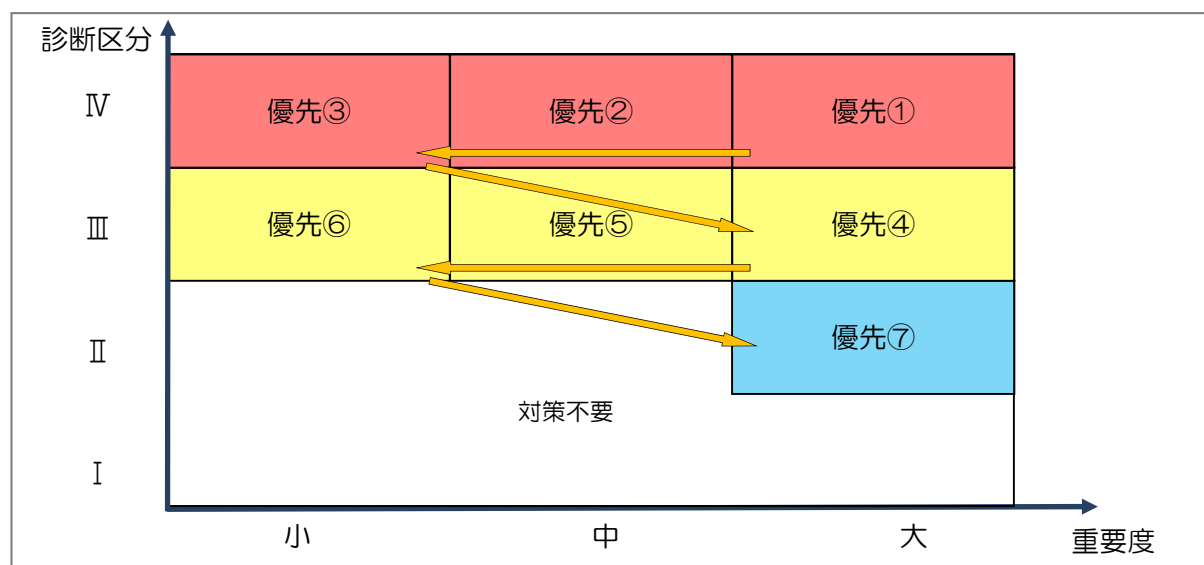 診断区分
Ⅳ
優先③
優先②
優先①
Ⅲ
優先⑥
優先⑤
優先④
Ⅱ
優先⑦
対策不要
Ⅰ
小
中
大
重要度